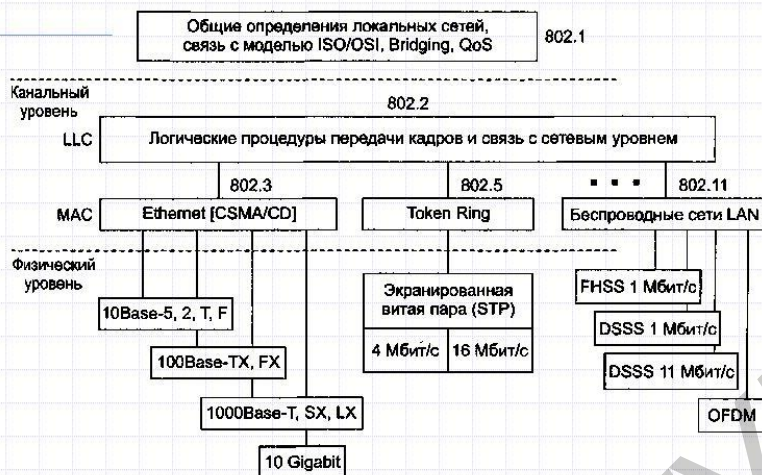 Общие определения локальных сетей,
связь с моделью ISO/OSI, Bridging, QoS
802.1
Канальный
уровень
802.2
LLC
Логические процедуры передачи кадров и связь с сетевым уровнем
802.3
802.5
802.11
MAC
Ethernet [CSMA/CD]
Token Ring
Беспроводные сети LAN
Физический
уровень
Экранированная
витая пара (STP)
4 Мбит/с
16 Мбит/с
10Base-5, 2, T, F
100Base-TX, FX
1000Base-T, SX, LX
10 Gigabit
FHSS 1 Мбит/с
DSSS 1 Мбит/с
DSSS 11 Мбит/с
OFDM